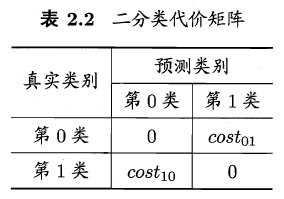 表 2.2 二分类代价矩阵
真实类别 预测类别
第 0 类 第 1 类
第 0 类 0 cost₀₁
第 1 类 cost₁₀ 0